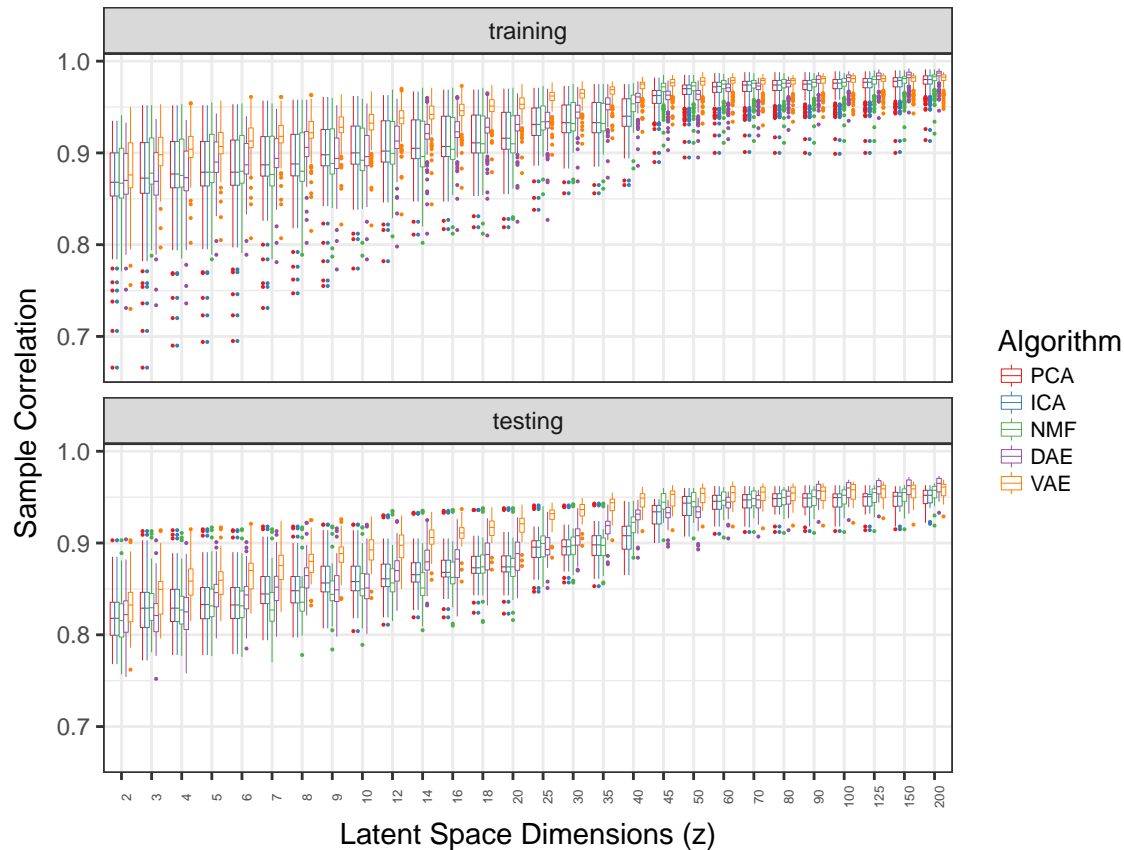 training
1.0
0.9
0.8
0.7
testing
1.0
0.9
0.8
0.7
Sample Correlation
2 3 4 5 6 7 8 9 10 12 14 16 18 20 25 30 35 40 45 50 60 70 80 90 100 125 150 200
Latent Space Dimensions (z)
Algorithm
PCA
ICA
NMF
DAE
VAE